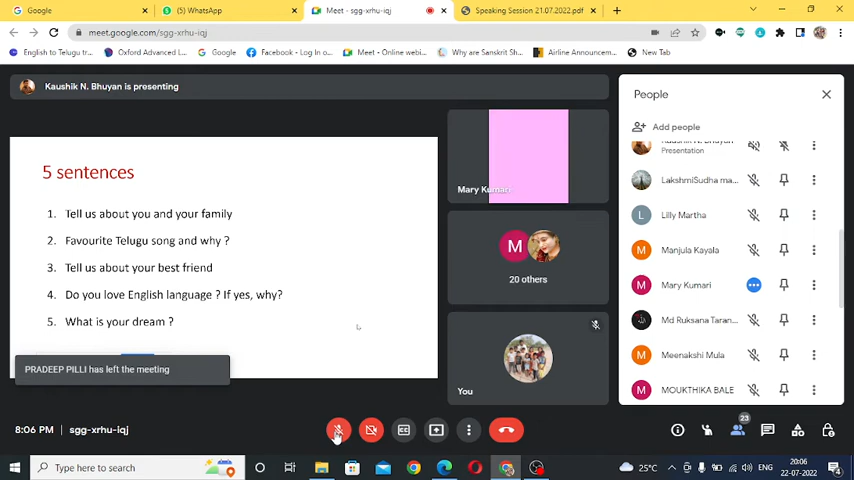 Google
(5) WhatsApp
Meet - sgg-xrhu-iqj
Speaking Session 21.07.2022.pdf
meet.google.com/sgg-xrhu-iqj
English to Telugu tr...
Oxford Advanced L...
Google
Facebook - Log In o...
Meet - Online webi...
Why are Sanskrit S...
Airline Announcem...
New Tab
Kaushik N. Bhuyan is presenting
5 sentences
1. Tell us about you and your family
2. Favourite Telugu song and why ?
3. Tell us about your best friend
4. Do you love English language ? If yes, why?
5. What is your dream ?
PRADEEP PILLI has left the meeting
Mary Kumari
M
20 others
You
People
Add people
Kaushik N. Bhuyan
Presentation
LakshmiSudha ma...
L
Lilly Martha
M
Manjula Kayala
M
Mary Kumari
Md Ruksana Taran...
M
Meenakshi Mula
M
MOUKTHIKA BALE
8:06 PM | sgg-xrhu-iqj
CC
23
Type here to search
4
25°C
ENG
20:06
22-07-2022